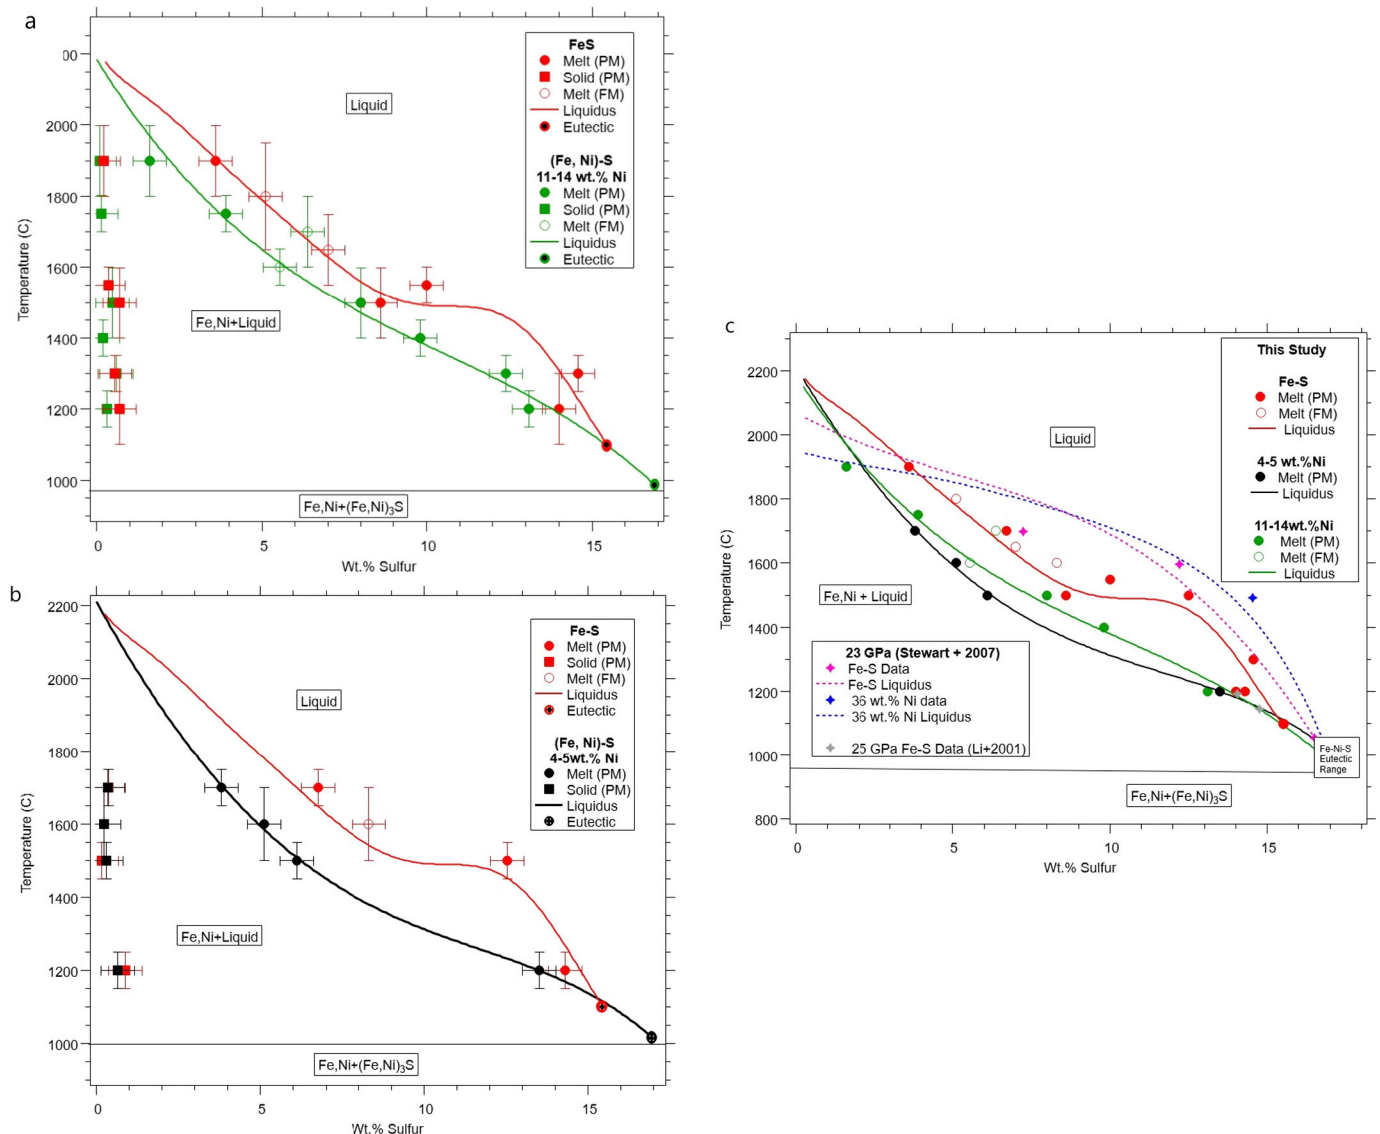 a
00
2000
1800
1600
1400
1200
1000
0
5
10
15
Temperature (C)
Wt.% Sulfur
Liquid
Fe,Ni+Liquid
Fe,Ni+(Fe,Ni)3S
FeS
Melt (PM)
Solid (PM)
Melt (FM)
Liquidus
Eutectic
(Fe, Ni)-S
11-14 wt.% Ni
Melt (PM)
Solid (PM)
Melt (FM)
Liquidus
Eutectic
b
2200
2000
1800
1600
1400
1200
1000
0
5
10
15
Temperature (C)
Wt.% Sulfur
Liquid
Fe,Ni+Liquid
Fe,Ni+(Fe,Ni)3S
Fe-S
Melt (PM)
Solid (PM)
Melt (FM)
Liquidus
Eutectic
(Fe, Ni)-S
4-5wt.% Ni
Melt (PM)
Solid (PM)
Liquidus
Eutectic
c
2200
2000
1800
1600
1400
1200
1000
800
0
5
10
15
Temperature (C)
Wt.% Sulfur
Liquid
Fe,Ni + Liquid
Fe,Ni+(Fe,Ni)3S
This Study
Fe-S
Melt (PM)
Melt (FM)
Liquidus
4-5 wt.%Ni
Melt (PM)
Liquidus
11-14wt.%Ni
Melt (PM)
Melt (FM)
Liquidus
23 GPa (Stewart + 2007)
Fe-S Data
Fe-S Liquidus
36 wt.% Ni data
36 wt.% Ni Liquidus
25 GPa Fe-S Data (Li+2001)
Fe-Ni-S
Eutectic
Range